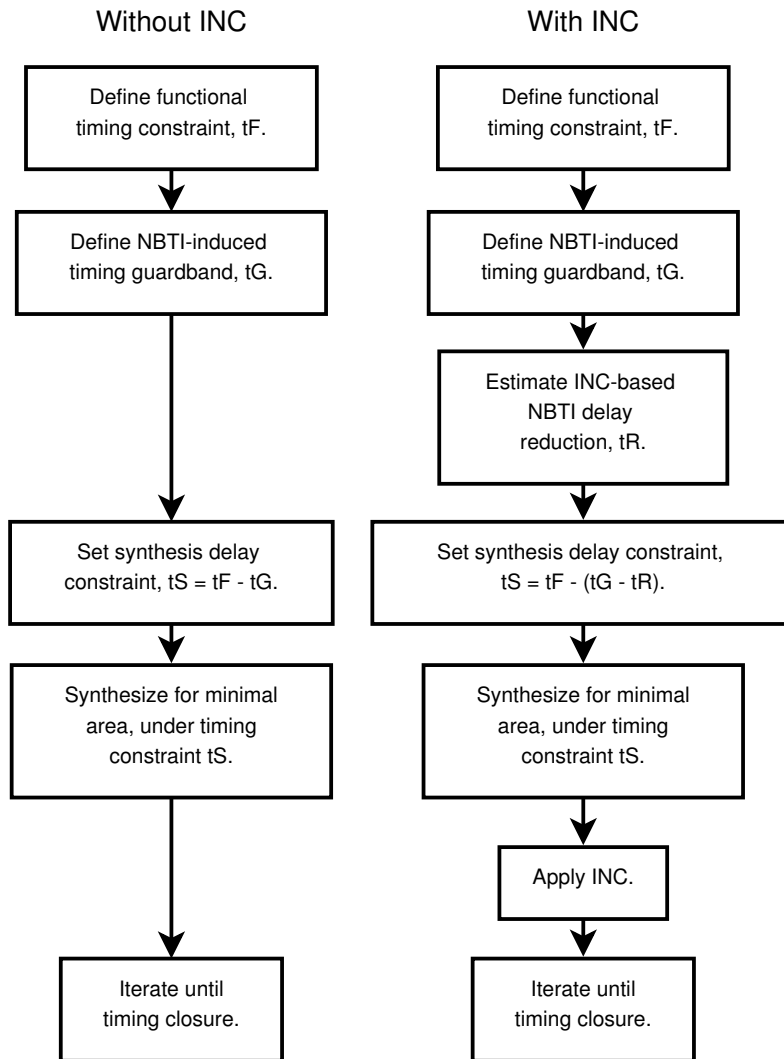 Without INC
Define functional
timing constraint, tF.
Define NBTI-induced
timing guardband, tG.
Set synthesis delay
constraint, tS = tF - tG.
Synthesize for minimal
area, under timing
constraint tS.
Iterate until
timing closure.
With INC
Define functional
timing constraint, tF.
Define NBTI-induced
timing guardband, tG.
Estimate INC-based
NBTI delay
reduction, tR.
Set synthesis delay constraint,
tS = tF - (tG - tR).
Synthesize for minimal
area, under timing
constraint tS.
Apply INC.
Iterate until
timing closure.